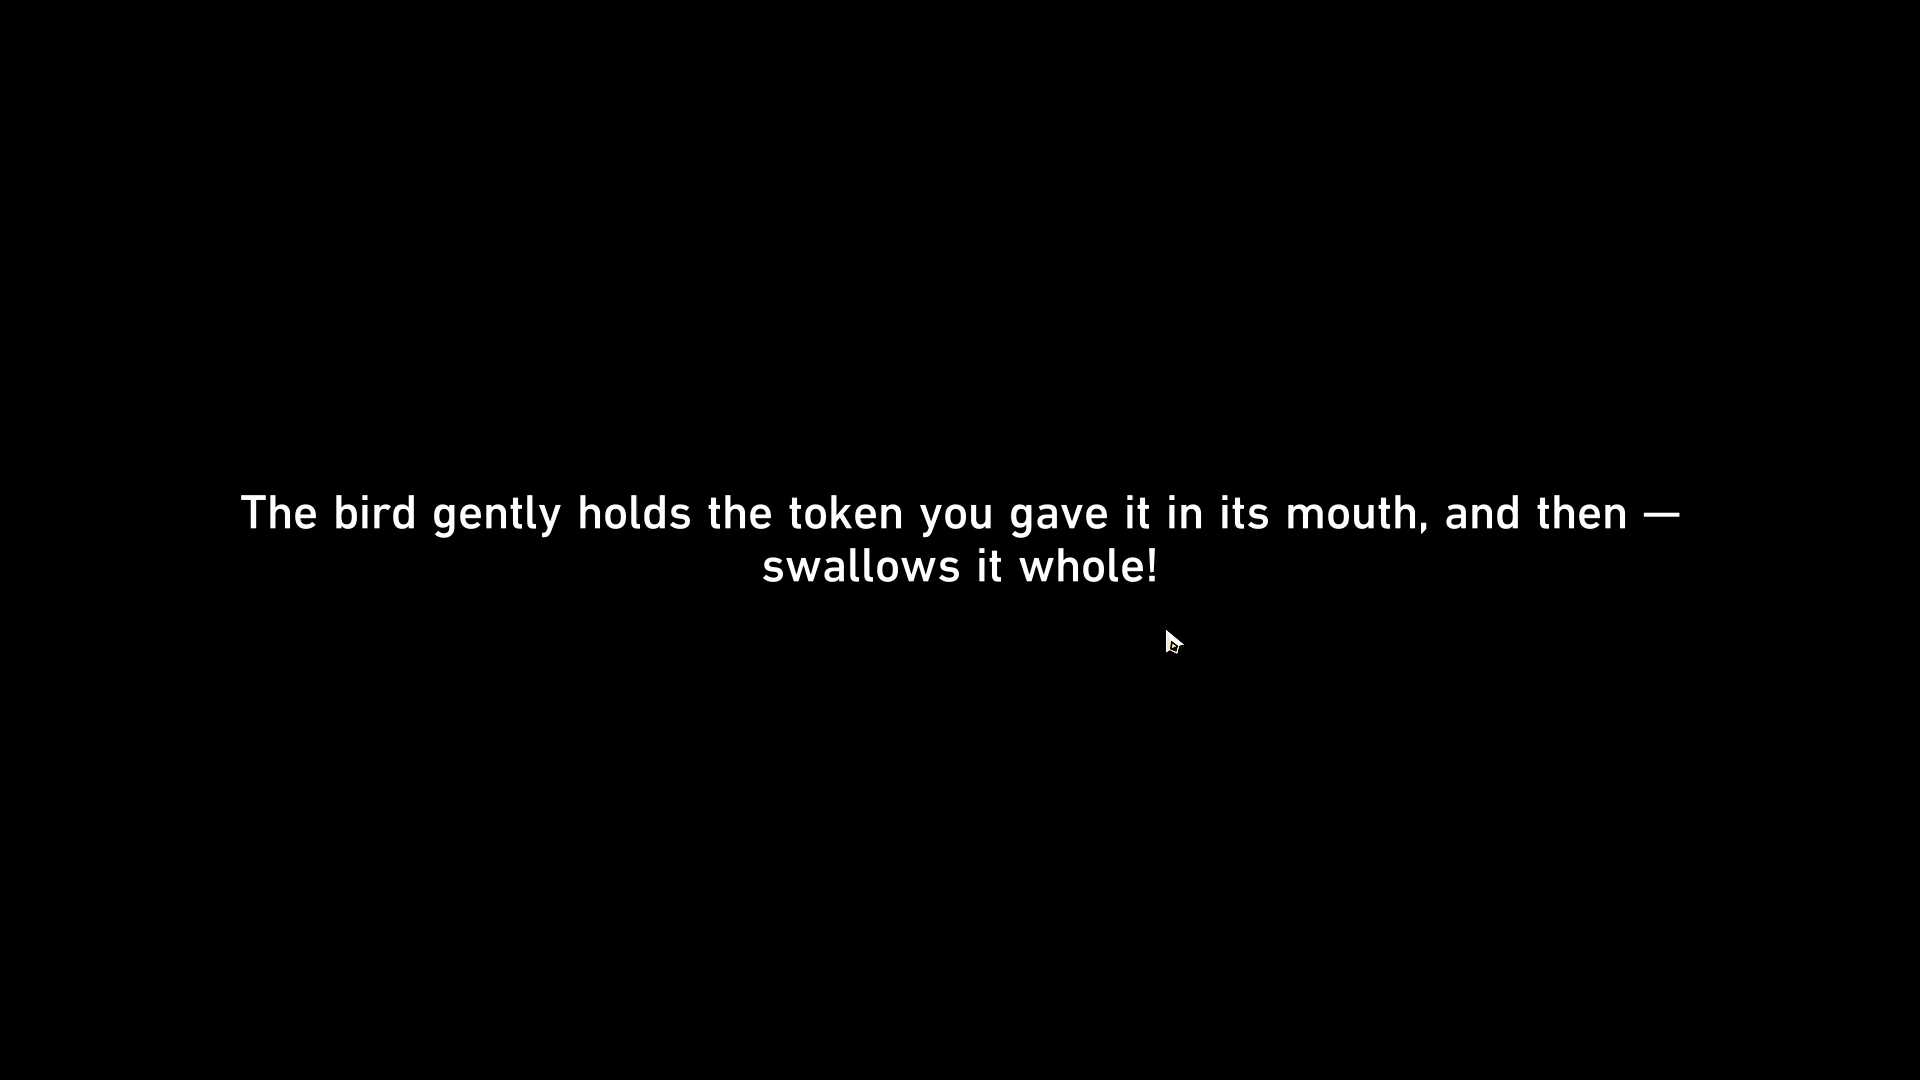 The bird gently holds the token you gave it in its mouth, and then —
swallows it whole!